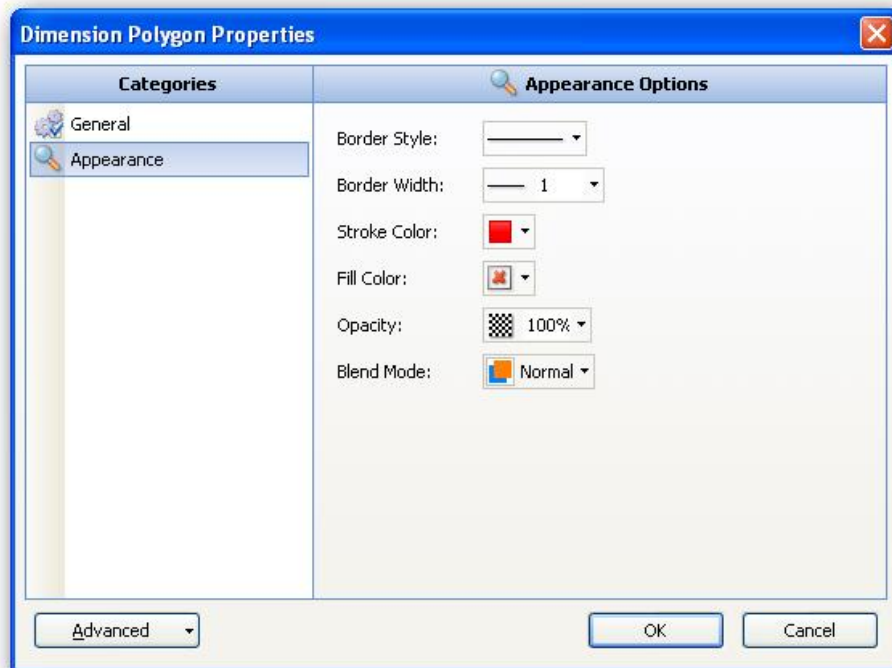 Dimension Polygon Properties
Categories
Appearance Options
General
Appearance
Border Style:
Border Width: 1
Stroke Color:
Fill Color:
Opacity: 100%
Blend Mode: Normal
Advanced
OK
Cancel